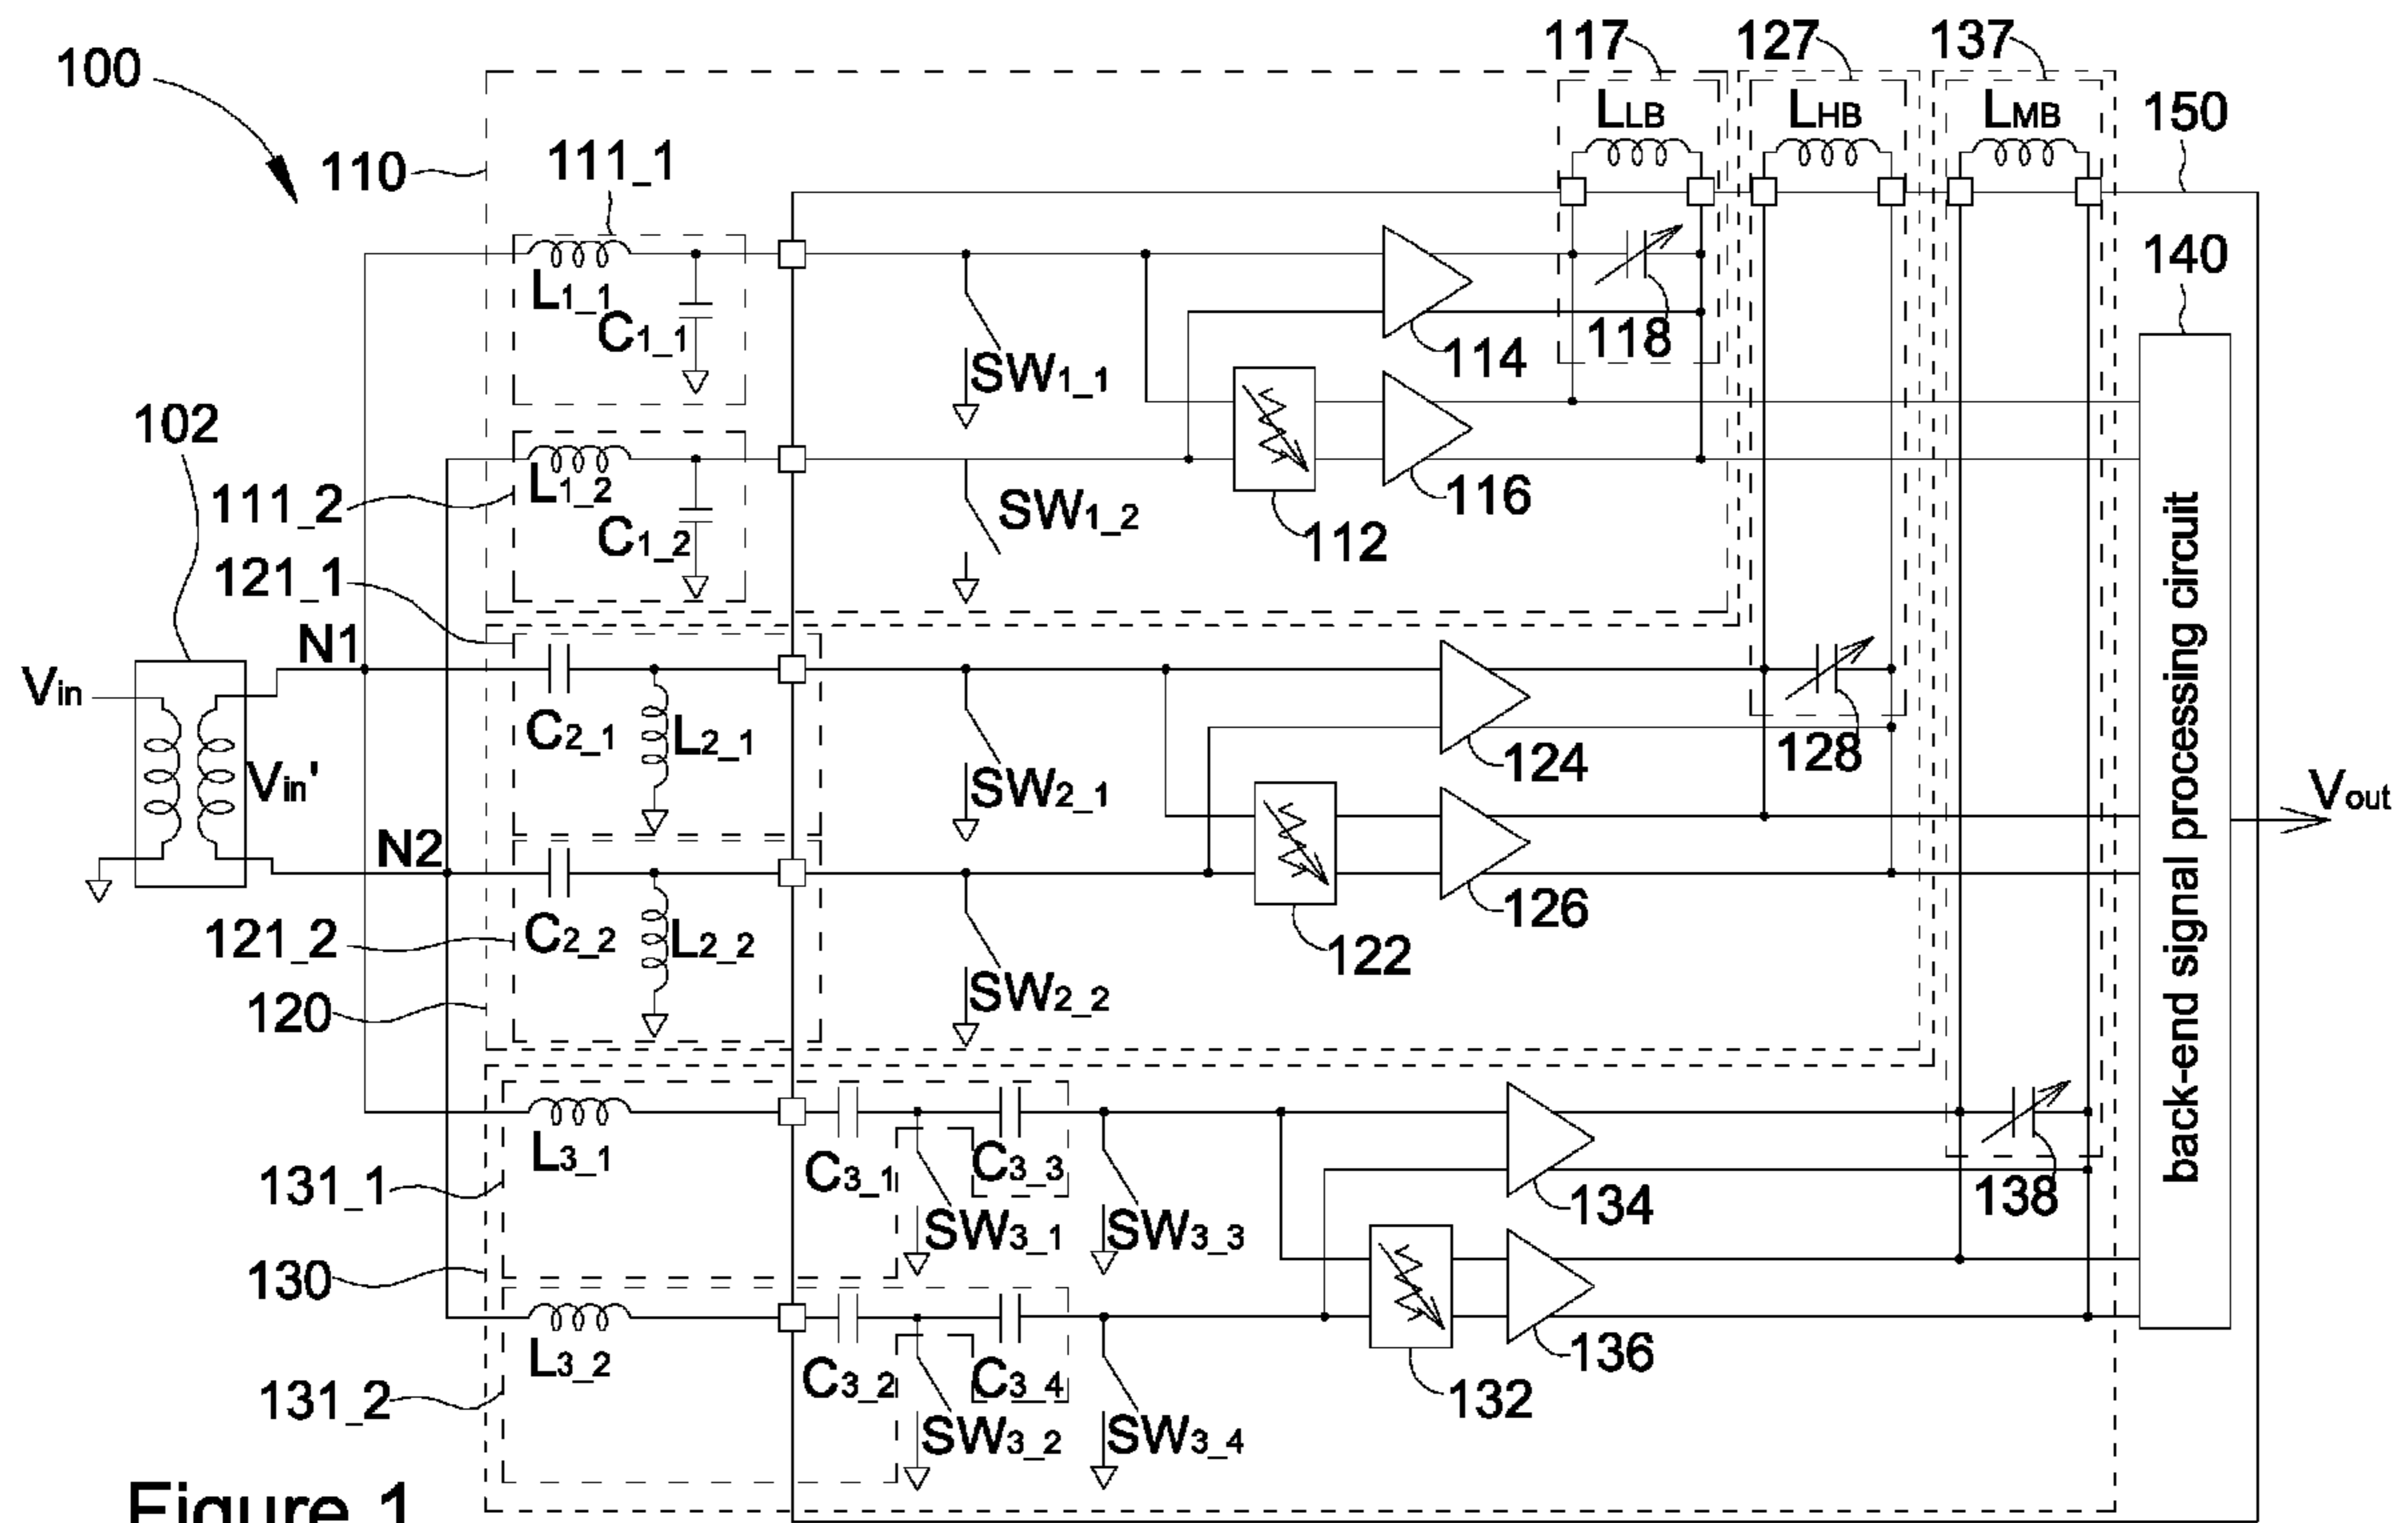 117
127
137
100
LLB
LHB
LMB
150
110
111_1
140
L1_1
C1_1
SW1_1
114
118
102
111_2
L1_2
C1_2
SW1_2
116
112
121_1
N1
Vin
Vin'
C2_1
L2_1
SW2_1
124
128
Vout
N2
121_2
C2_2
L2_2
SW2_2
126
122
120
back-end signal processing circuit
L3_1
C3_1
C3_3
131_1
SW3_1
SW3_3
134
138
130
L3_2
C3_2
C3_4
131_2
SW3_2
SW3_4
136
132
Figure 1